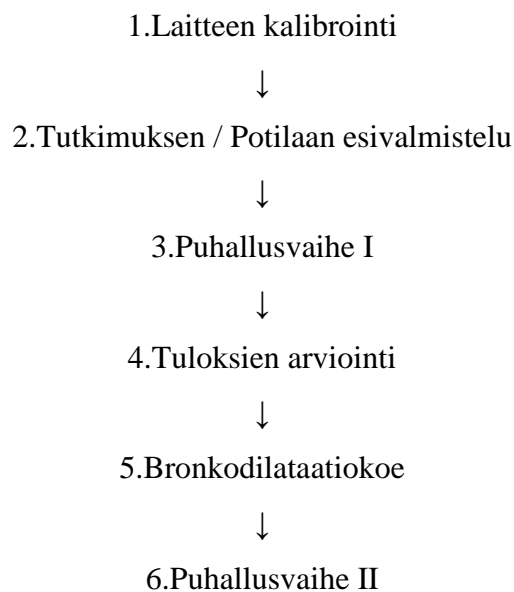 1.Laitteen kalibrointi
↓
2.Tutkimuksen / Potilaan esivalmistelu
↓
3.Puhallusvaihe I
↓
4.Tuloksien arviointi
↓
5.Bronkodilataatiokoe
↓
6.Puhallusvaihe II